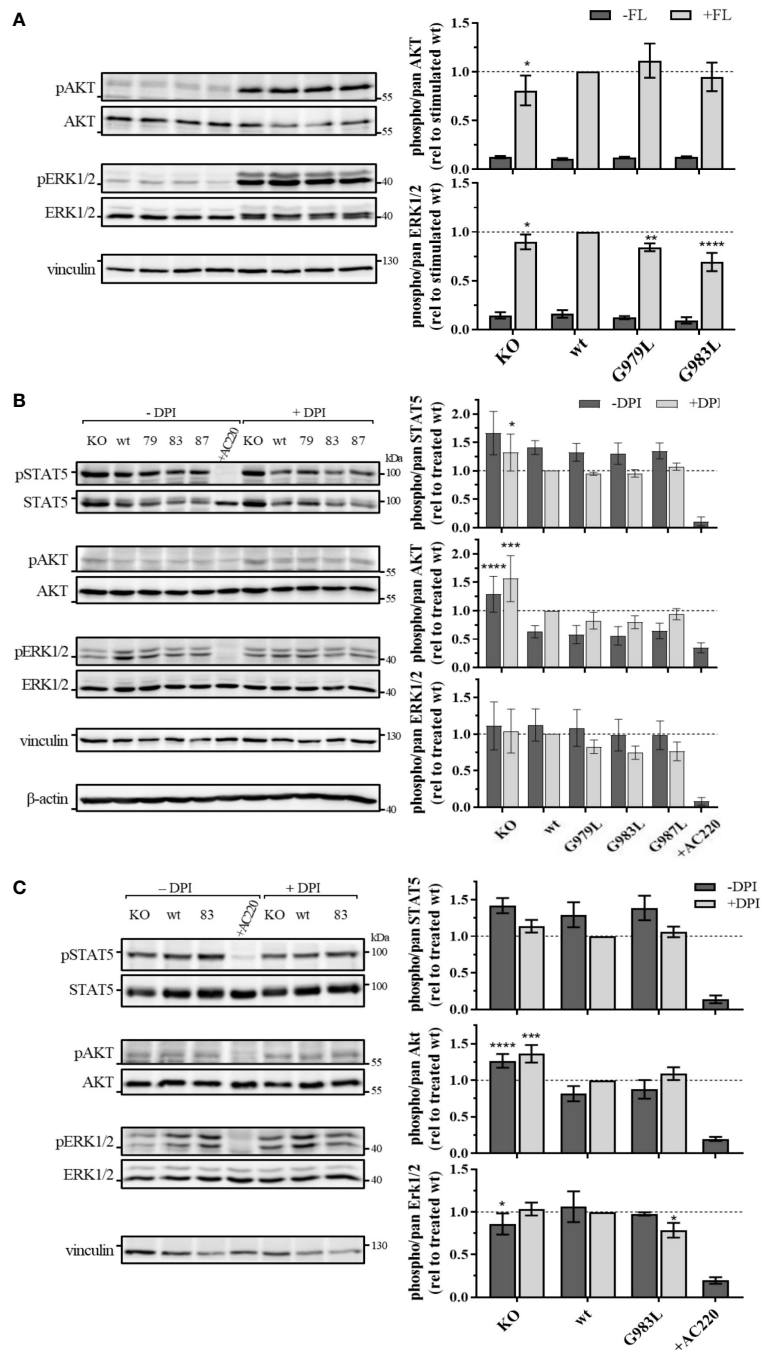 A
-FL +FL
pAKT
55
AKT
55
pERK1/2
40
ERK1/2
40
vinculin
130
phospho/pan AKT
(rel to stimulated wt)
1.5
1.0
0.5
0.0
*
phospho/pan ERK1/2
(rel to stimulated wt)
1.5
1.0
0.5
0.0
* ** ****
KO wt G979L G983L
B
- DPI + DPI
KO wt 79 83 87 +AC220 KO wt 79 83 87
kDa
pSTAT5
100
STAT5
100
pAKT
55
AKT
55
pERK1/2
40
ERK1/2
40
vinculin
130
β-actin
40
-DPI +DPI
phospho/pan STAT5
(rel to treated wt)
2.0
1.5
1.0
0.5
0.0
*
phospho/pan AKT
(rel to treated wt)
2.0
1.5
1.0
0.5
0.0
**** ***
phospho/pan ERK1/2
(rel to treated wt)
1.5
1.0
0.5
0.0
KO wt G979L G983L G987L +AC220
C
– DPI + DPI
KO wt 83 +AC220 KO wt 83
kDa
pSTAT5
100
STAT5
100
pAKT
55
AKT
55
pERK1/2
40
ERK1/2
40
vinculin
130
-DPI
+DPI
phospho/pan STAT5
(rel to treated wt)
1.5
1.0
0.5
0.0
phospho/pan Akt
(rel to treated wt)
1.5
1.0
0.5
0.0
**** ***
phospho/pan Erk1/2
(rel to treated wt)
1.5
1.0
0.5
0.0
* *
KO wt G983L +AC220